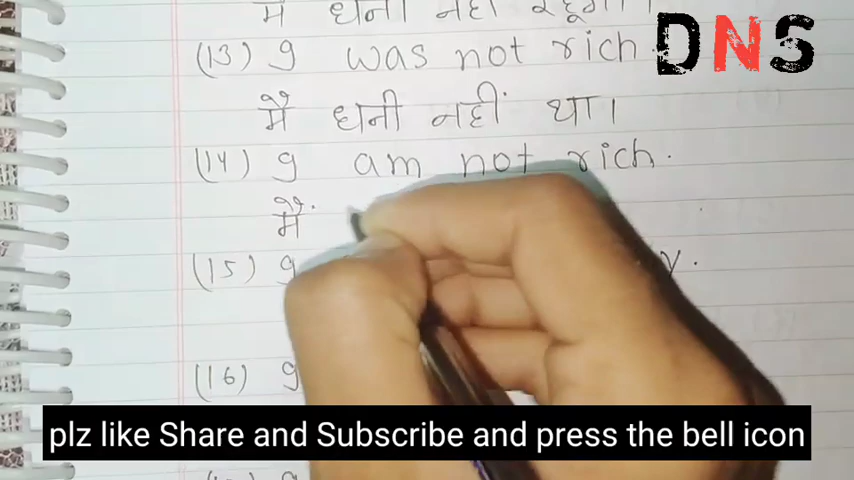 मैं धनी नहीं रहूँगा।
(13) I was not rich.
DNS
मैं धनी नहीं था।
(14) I am not rich.
मैं
(15) I
(16) I
plz like Share and Subscribe and press the bell icon